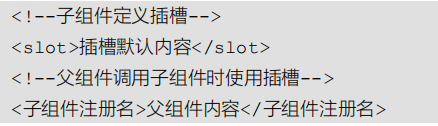 <!--子组件定义插槽-->
<slot>插槽默认内容</slot>
<!--父组件调用子组件时使用插槽-->
<子组件注册名>父组件内容</子组件注册名>